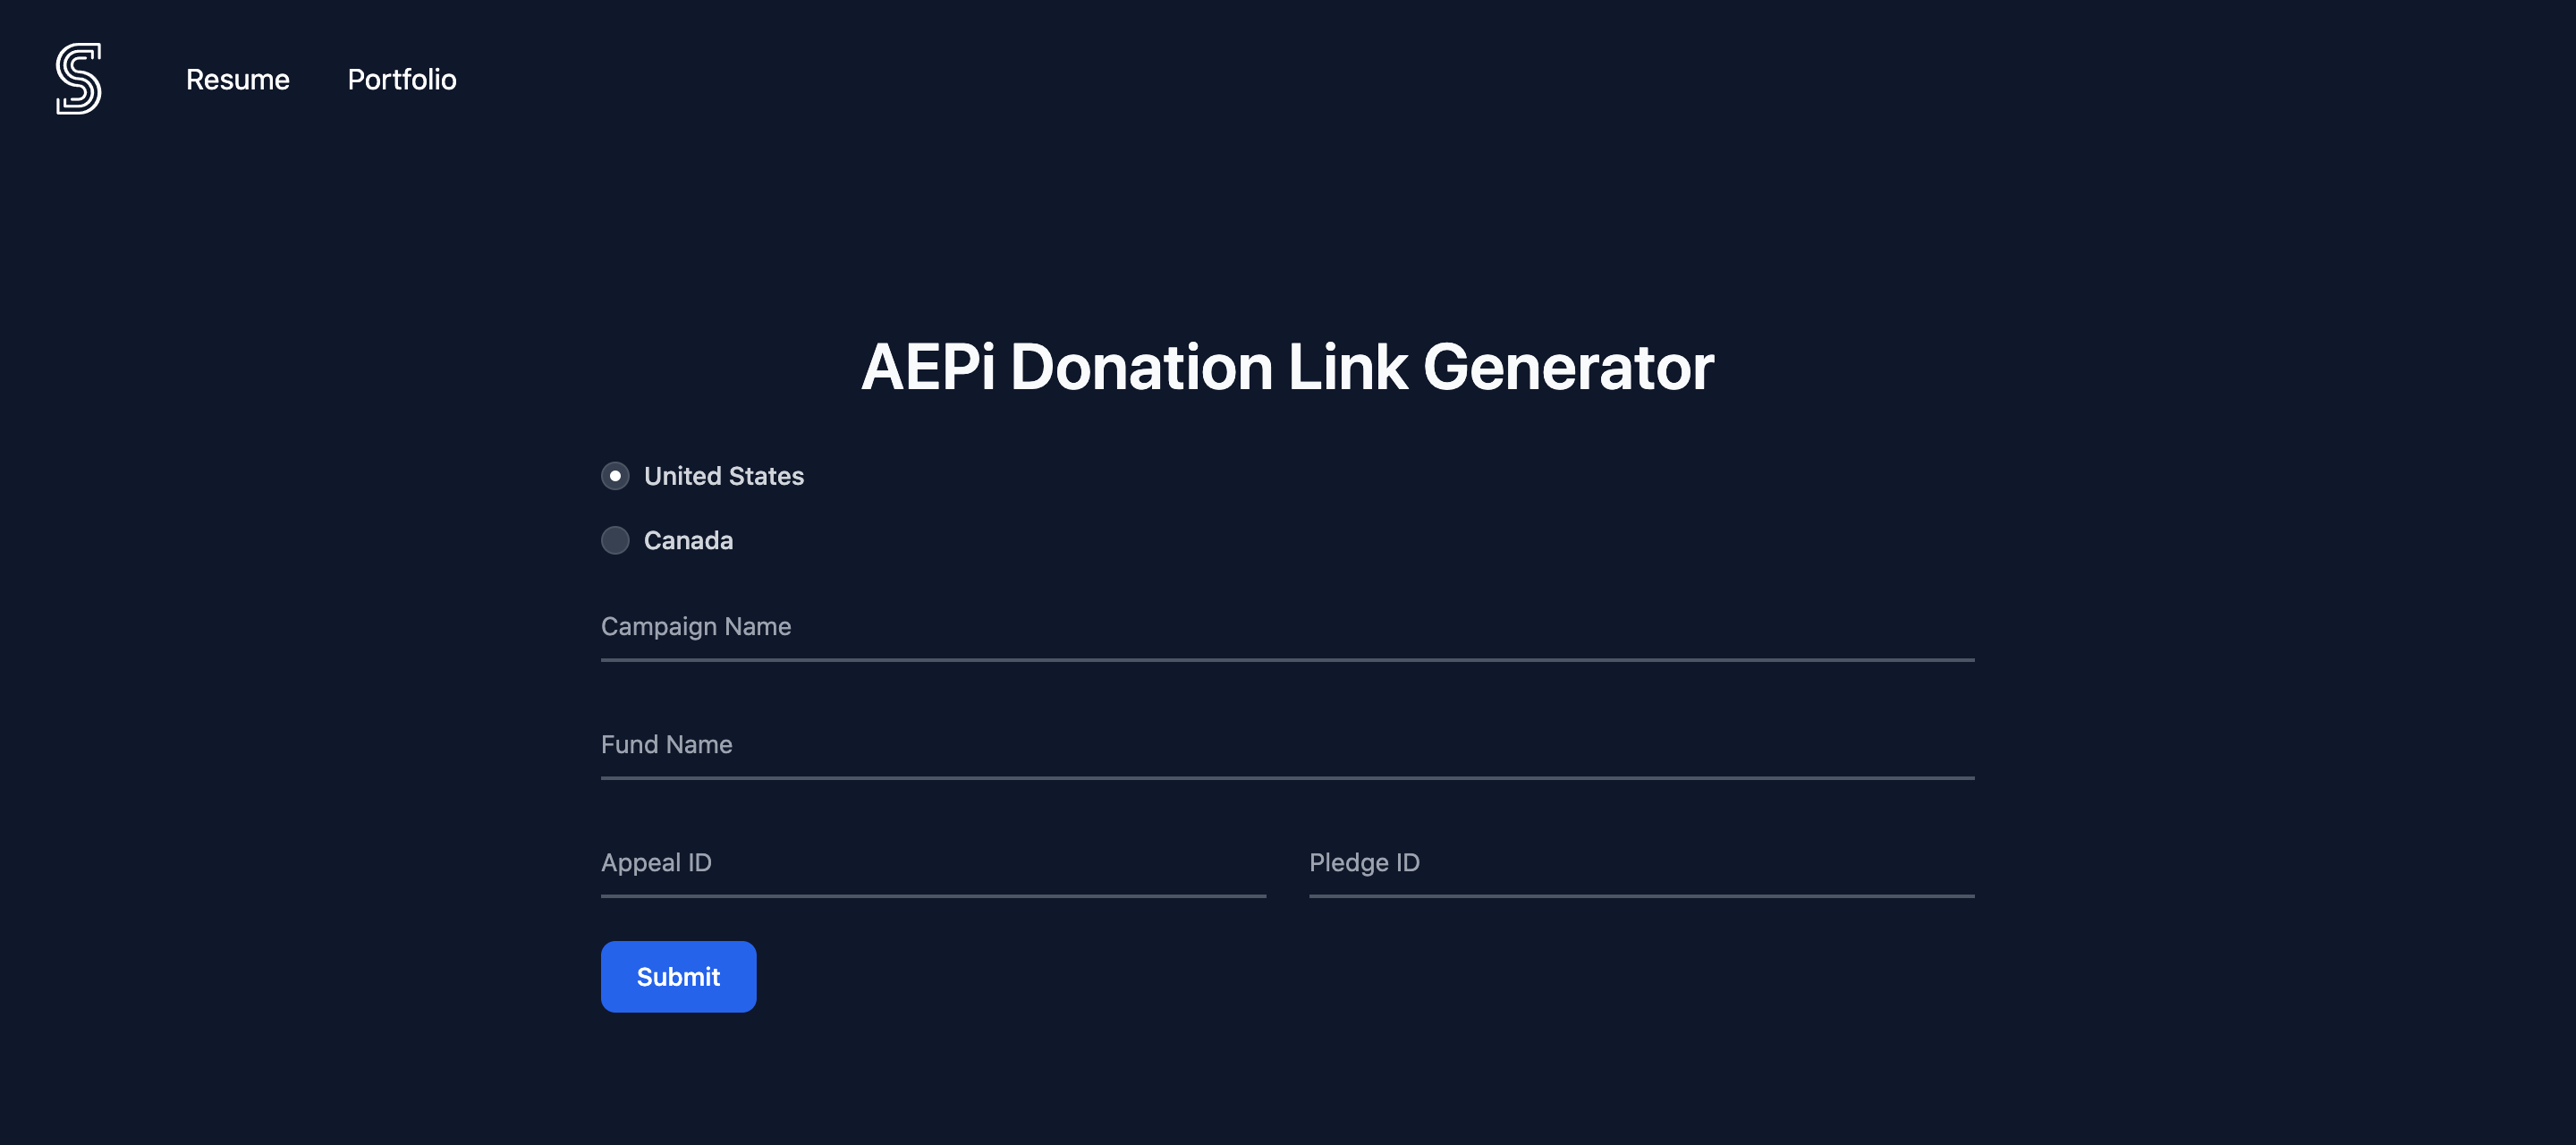 S
Resume Portfolio
AEPi Donation Link Generator
United States
Canada
Campaign Name
Fund Name
Appeal ID Pledge ID
Submit